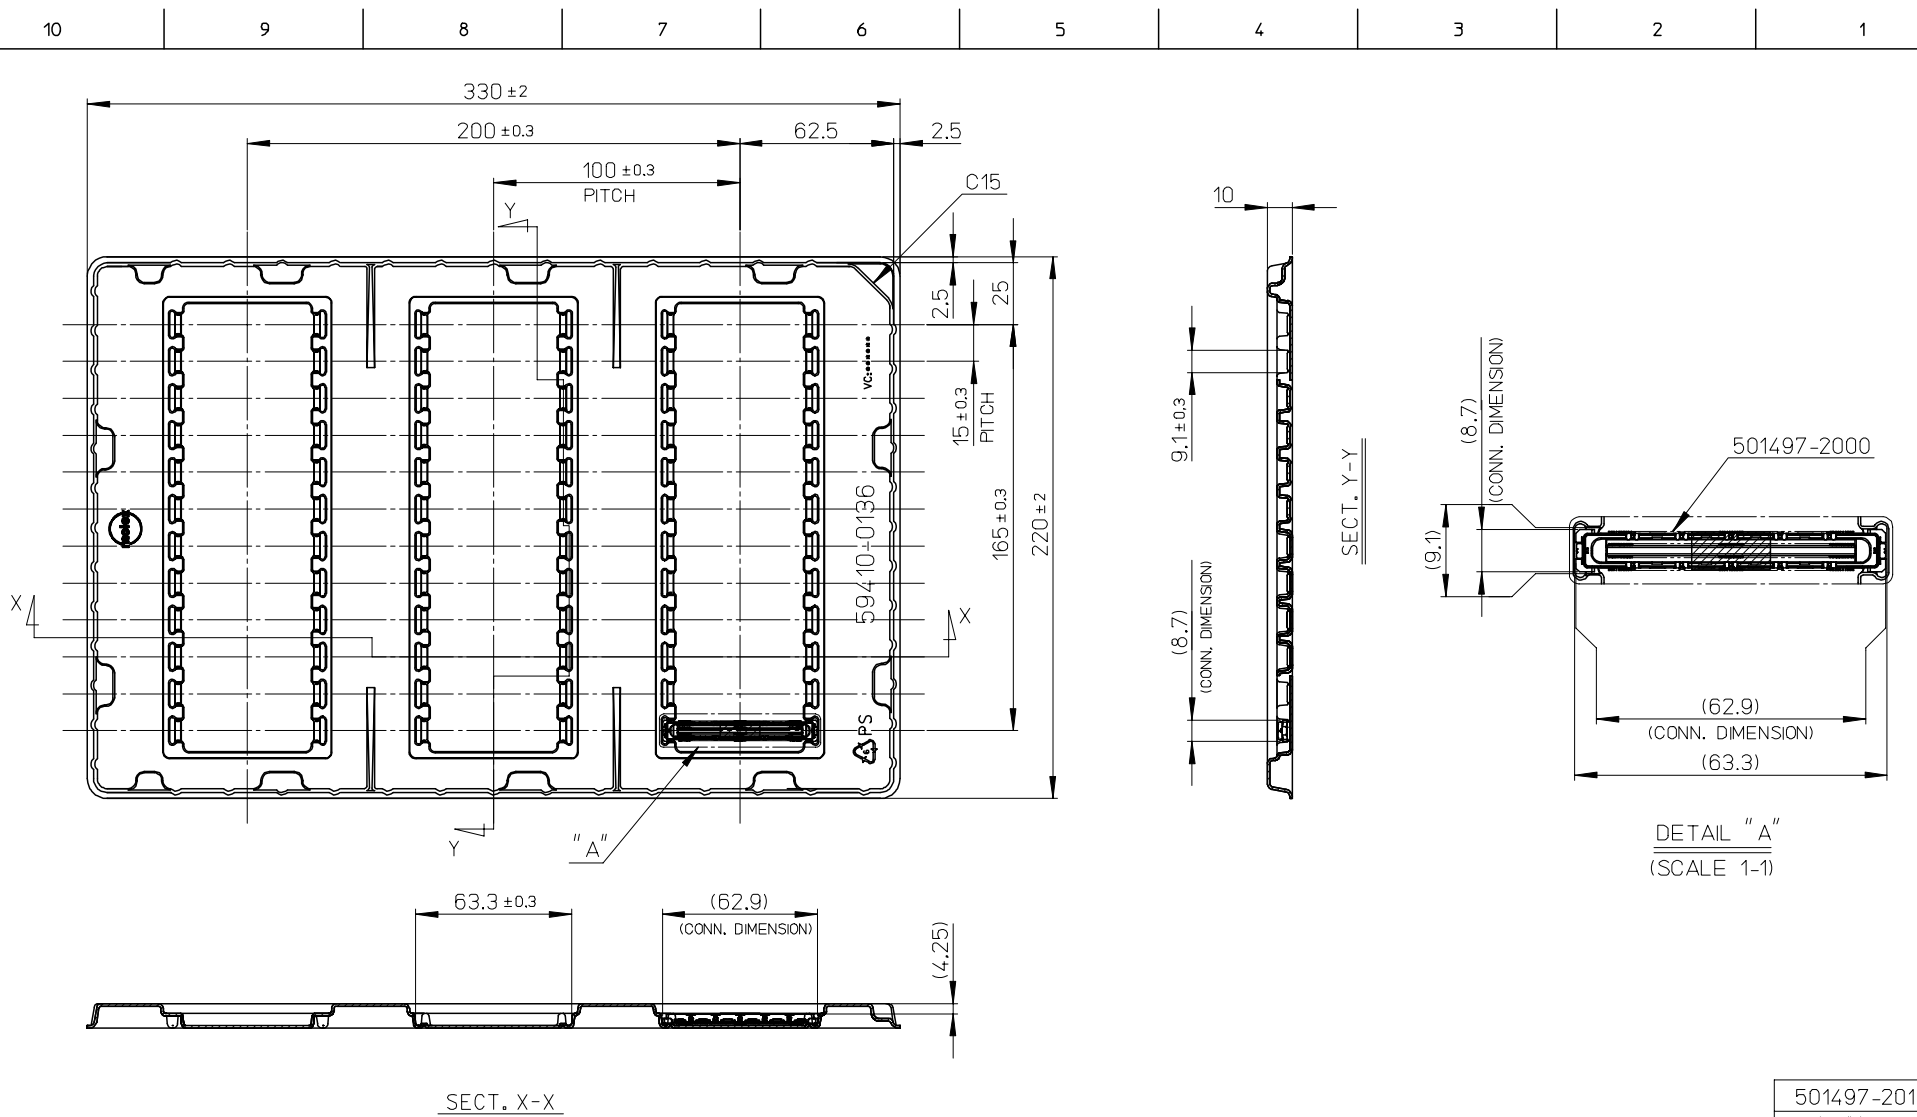 10 9 8 7 6 5 4 3 2 1
330 ±2
200 ±0.3
62.5
2.5
100 ±0.3
PITCH
C15
Y
2.5
25
15 ±0.3
PITCH
165 ±0.3
220 ±2
VC:
59410-0136
PS
molex
X
X
Y
"A"
10
9.1 ±0.3
(8.7)
(CONN. DIMENSION)
SECT. Y-Y
(8.7)
(CONN. DIMENSION)
(9.1)
501497-2000
(62.9)
(CONN. DIMENSION)
(63.3)
DETAIL "A"
(SCALE 1-1)
63.3 ±0.3
(62.9)
(CONN. DIMENSION)
(4.25)
SECT. X-X
501497-201